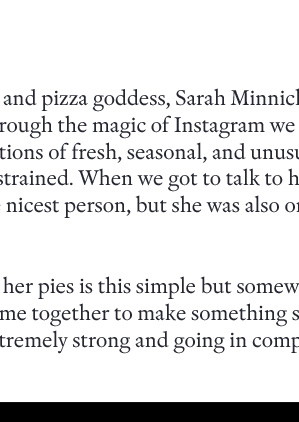 and pizza goddess, Sarah Minnich
rough the magic of Instagram we
tions of fresh, seasonal, and unusu
strained. When we got to talk to h
nicest person, but she was also or
her pies is this simple but somew
me together to make something s
tremely strong and going in comp